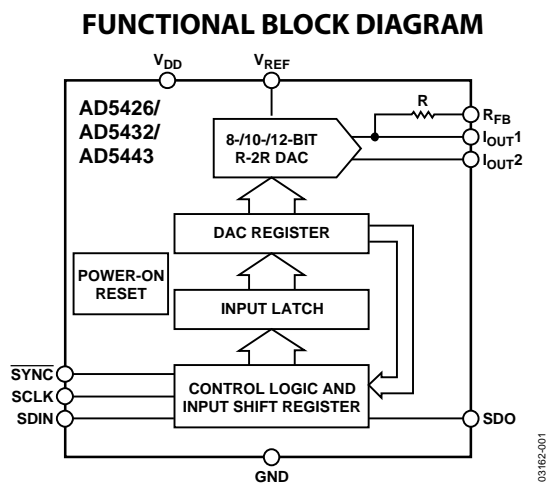 FUNCTIONAL BLOCK DIAGRAM
VDD
VREF
AD5426/
AD5432/
AD5443
R
RFB
8-/10-/12-BIT
R-2R DAC
IOUT1
IOUT2
DAC REGISTER
POWER-ON
RESET
INPUT LATCH
SYNC
SCLK
SDIN
CONTROL LOGIC AND
INPUT SHIFT REGISTER
SDO
GND
03162-001